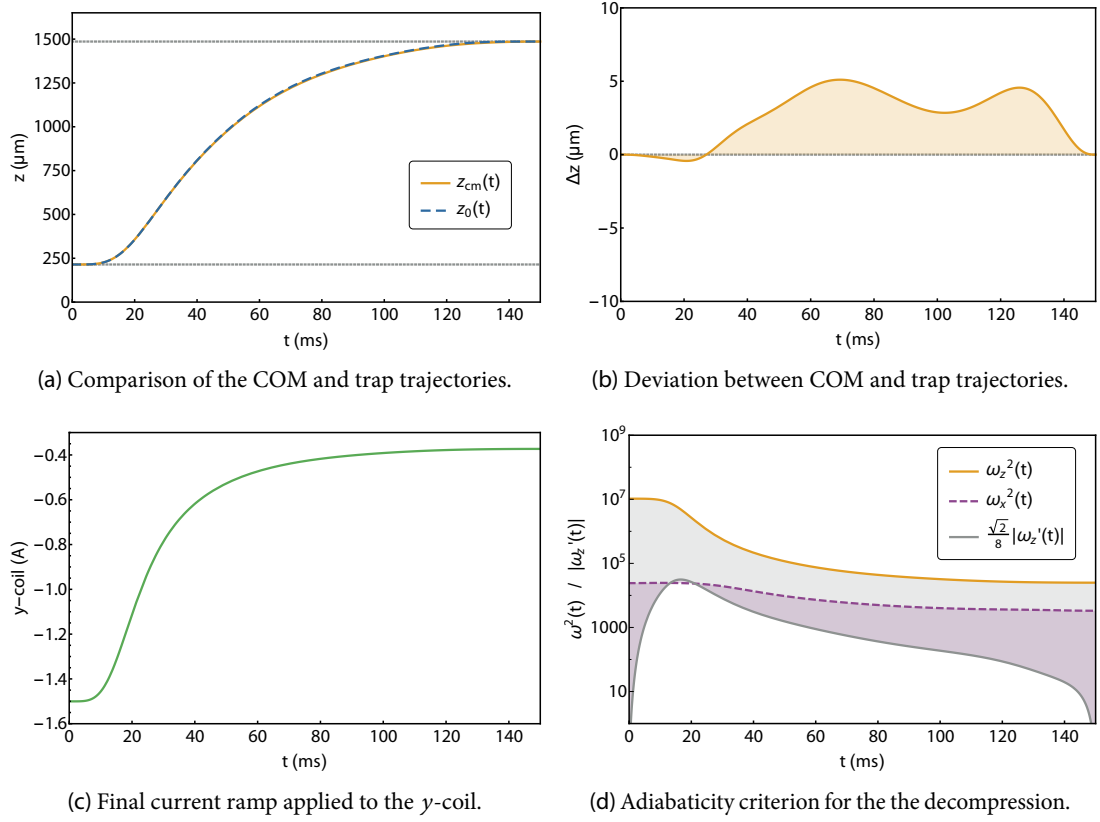 1500
1250
1000
750
500
250
0
z (μm)
z_cm(t)
z_0(t)
0 20 40 60 80 100 120 140
t (ms)
(a) Comparison of the COM and trap trajectories.
10
5
0
−5
−10
Δz (μm)
0 20 40 60 80 100 120 140
t (ms)
(b) Deviation between COM and trap trajectories.
−0.4
−0.6
−0.8
−1.0
−1.2
−1.4
−1.6
y-coil (A)
0 20 40 60 80 100 120 140
t (ms)
(c) Final current ramp applied to the y-coil.
10^9
10^7
10^5
1000
10
ω^2(t) / |ω_z'(t)|
ω_z^2(t)
ω_x^2(t)
√2/8 |ω_z'(t)|
0 20 40 60 80 100 120 140
t (ms)
(d) Adiabaticity criterion for the the decompression.